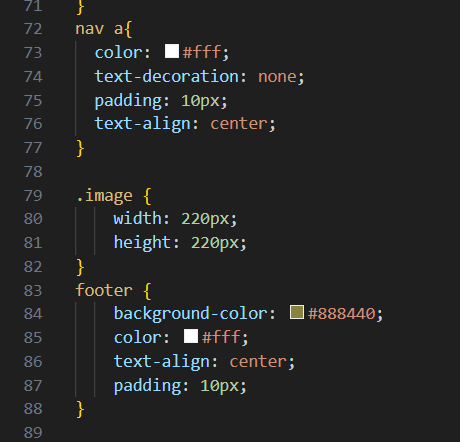 71 }
72 nav a{
73 color: #fff;
74 text-decoration: none;
75 padding: 10px;
76 text-align: center;
77 }
78
79 .image {
80 width: 220px;
81 height: 220px;
82 }
83 footer {
84 background-color: #888440;
85 color: #fff;
86 text-align: center;
87 padding: 10px;
88 }
89